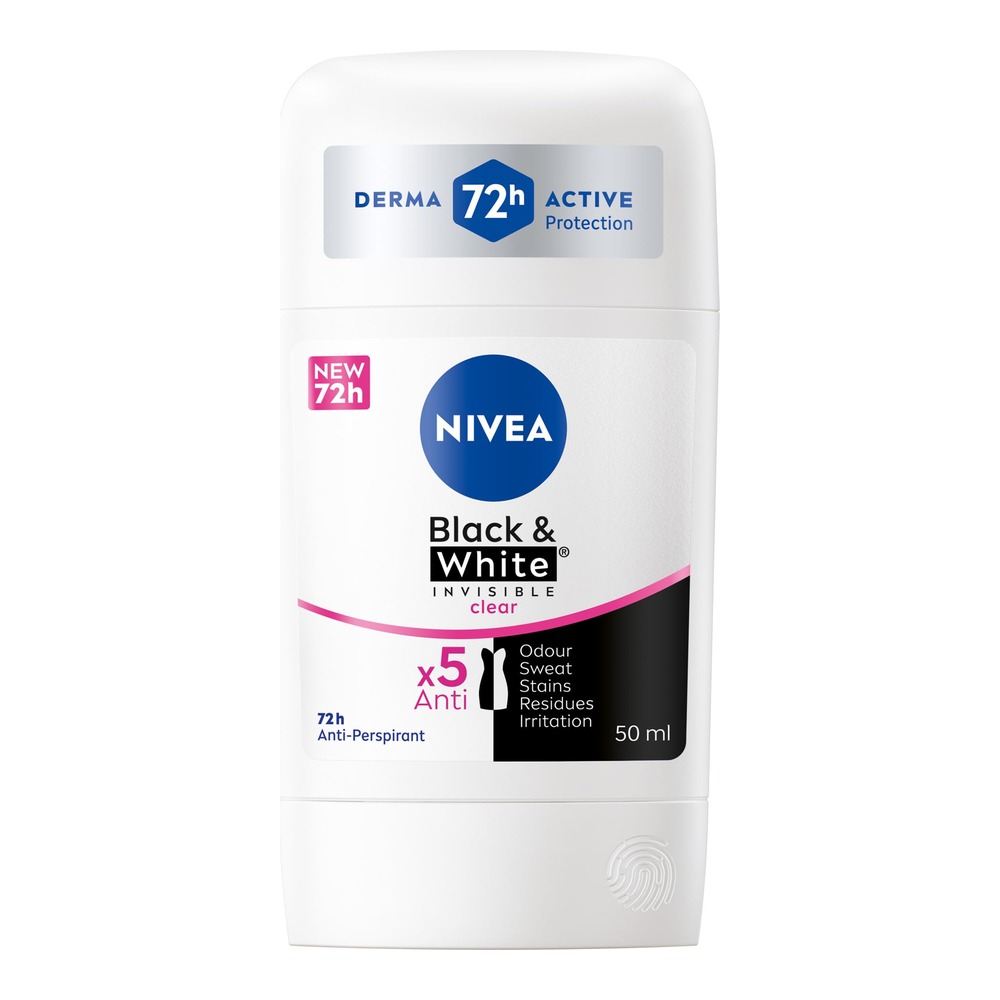 DERMA 72h ACTIVE
Protection
NEW
72h
NIVEA
Black &
White®
INVISIBLE
clear
x5
Anti
Odour
Sweat
Stains
Residues
Irritation
72h
Anti-Perspirant
50 ml